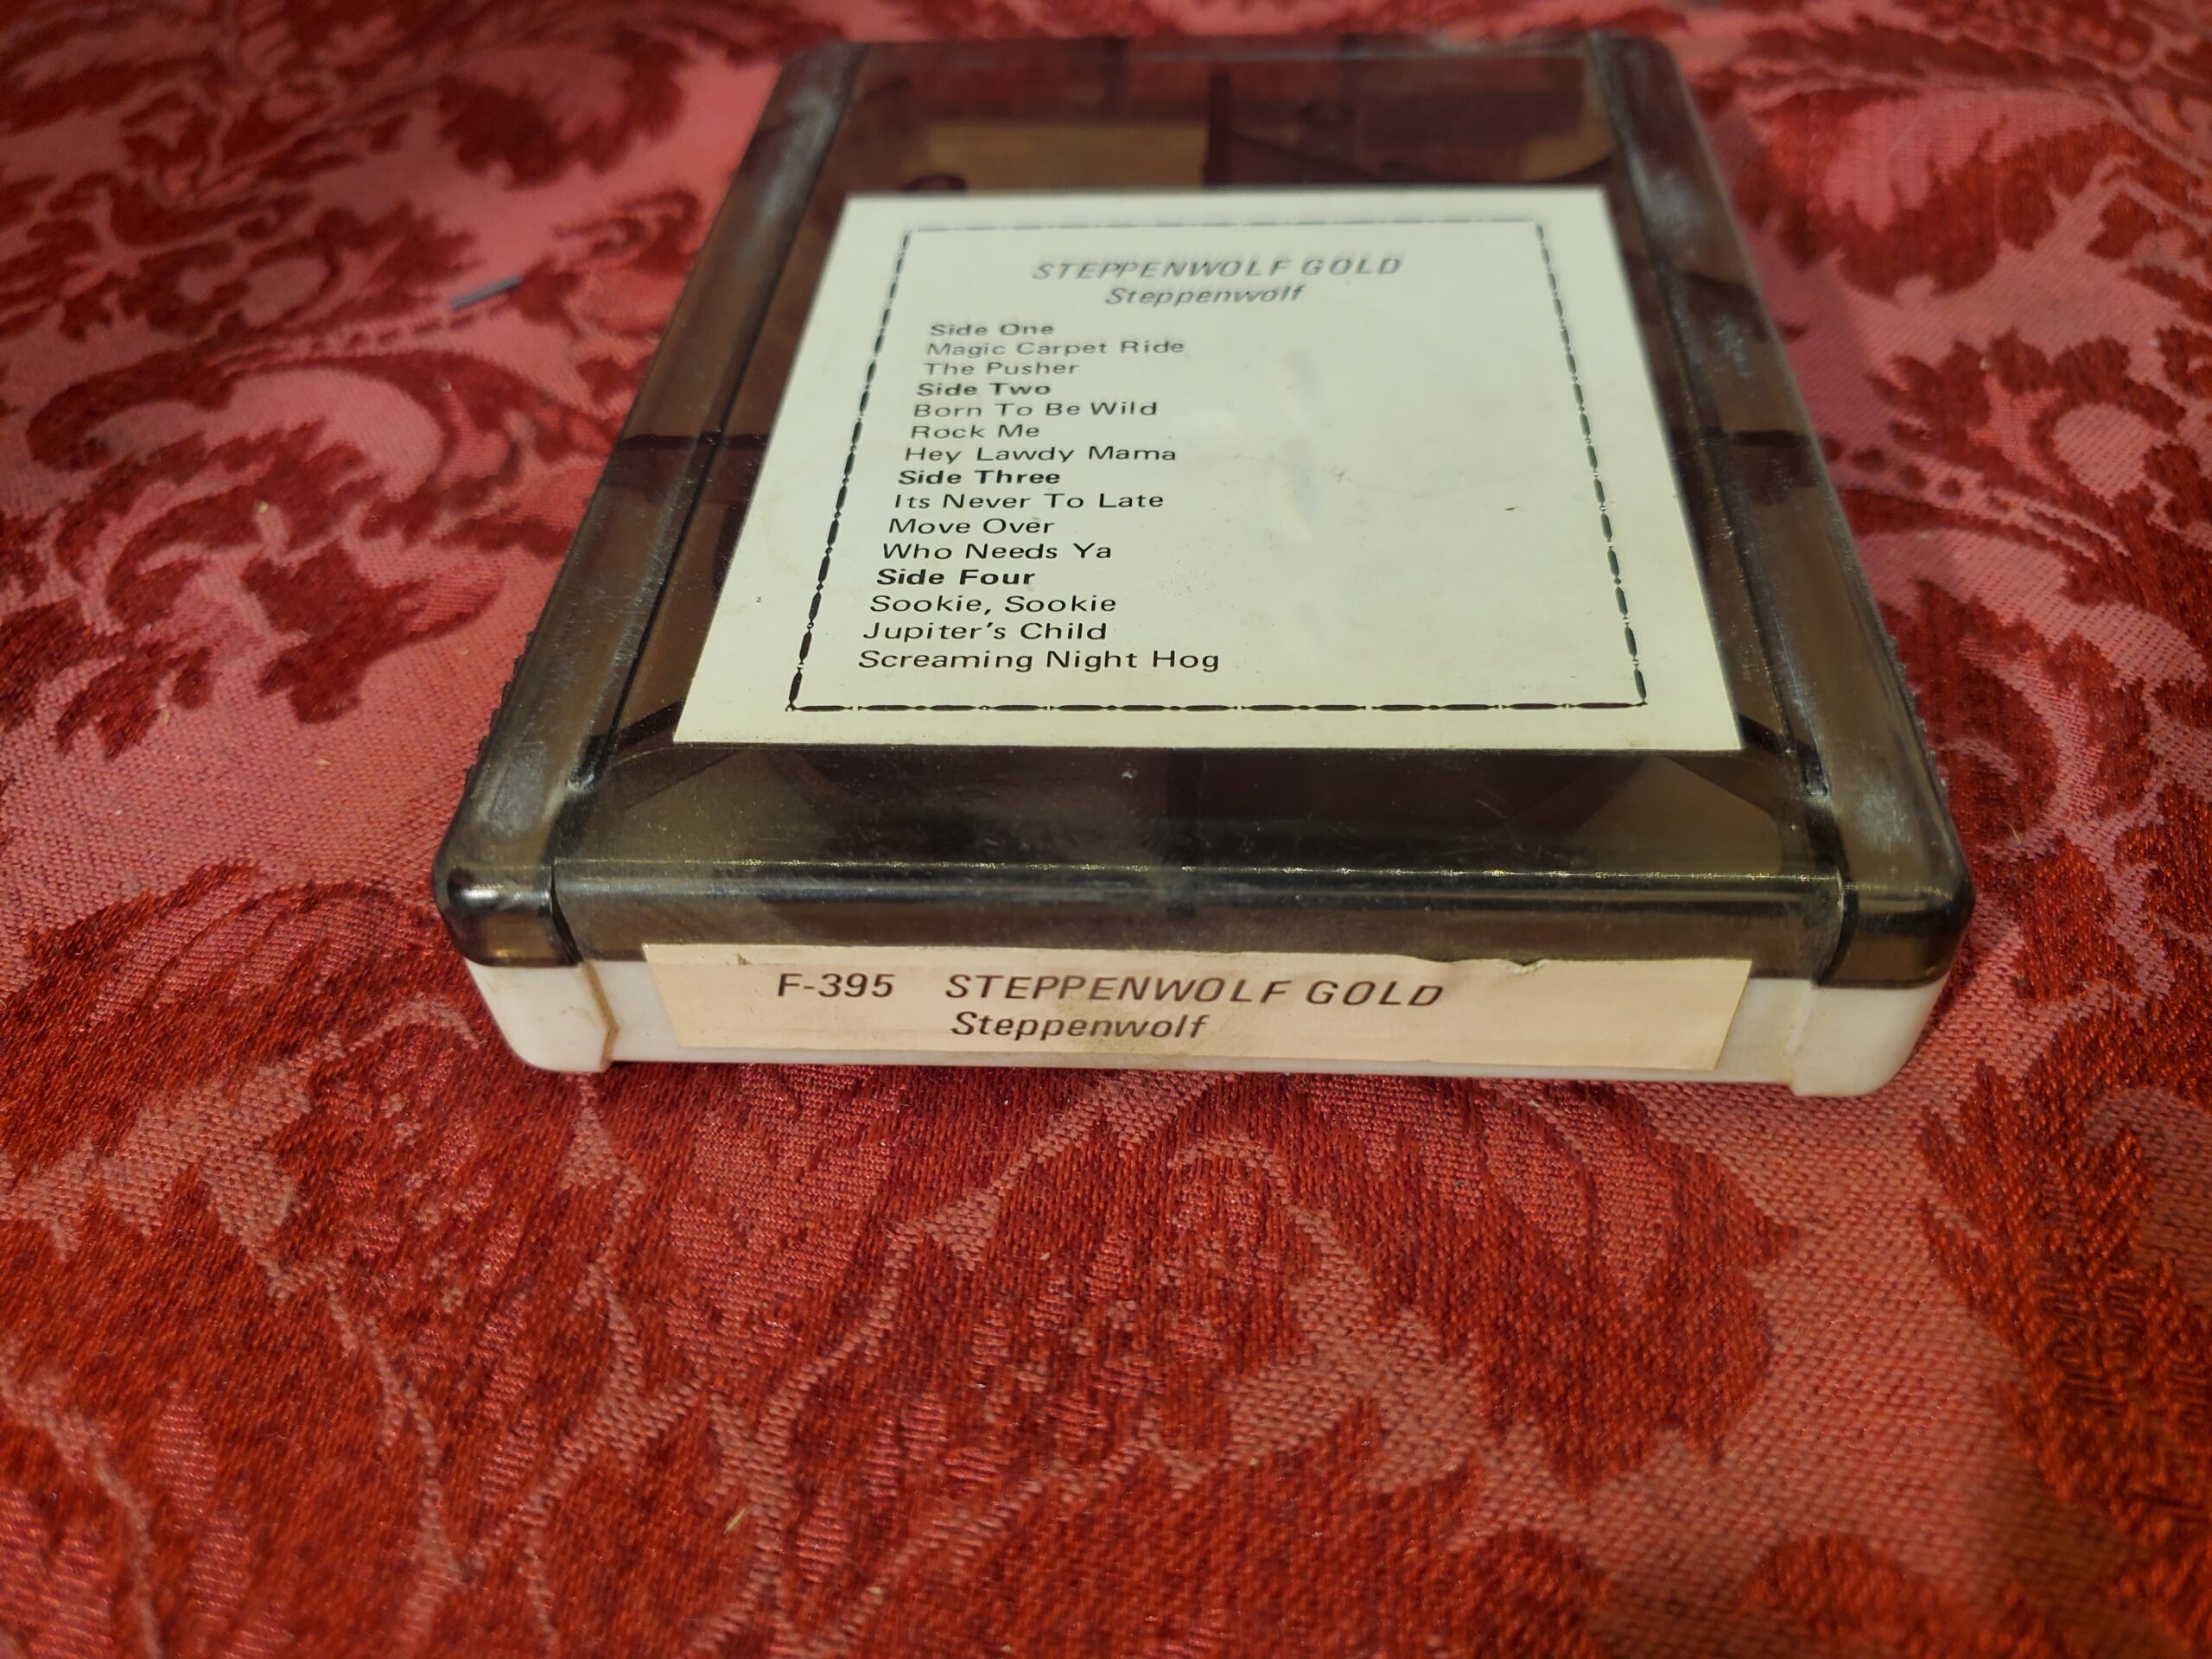 STEPPENWOLF GOLD
Steppenwolf
Side One
Magic Carpet Ride
The Pusher
Side Two
Born To Be Wild
Rock Me
Hey Lawdy Mama
Side Three
Its Never To Late
Move Over
Who Needs Ya
Side Four
Sookie, Sookie
Jupiter's Child
Screaming Night Hog
F-395 STEPPENWOLF GOLD
Steppenwolf